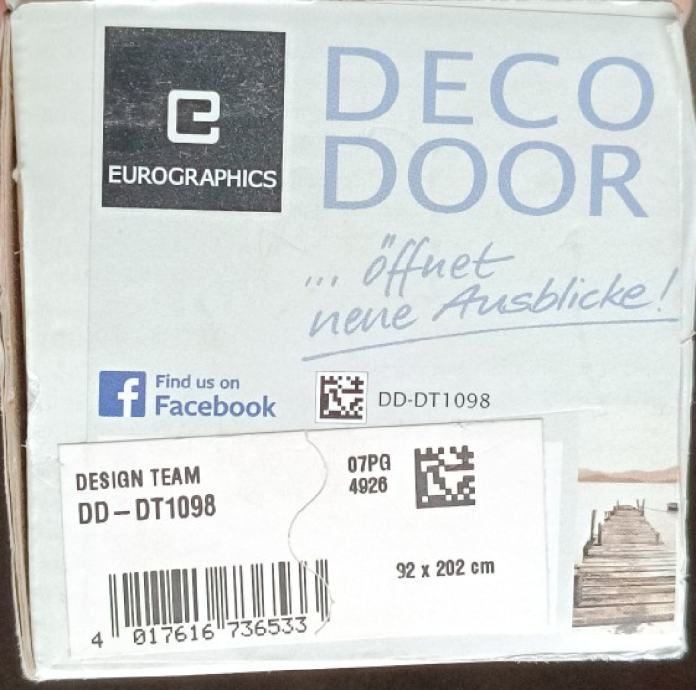 e
EUROGRAPHICS
DECO
DOOR
... öffnet
neue Ausblicke!
f Find us on
Facebook
DD-DT1098
DESIGN TEAM
DD-DT1098
07PG
4926
92 x 202 cm
4 017616 736533